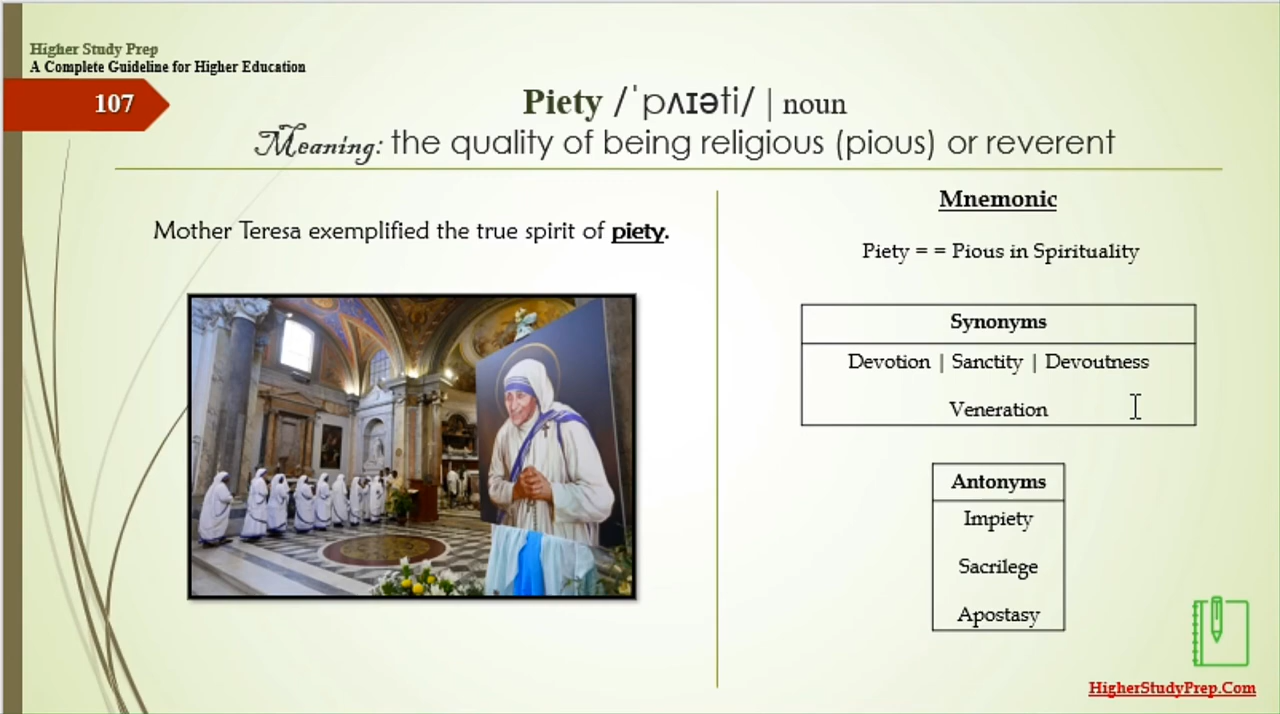 Higher Study Prep
A Complete Guideline for Higher Education
107
Piety /ˈpʌɪəti/ | noun
Meaning: the quality of being religious (pious) or reverent
Mother Teresa exemplified the true spirit of piety.
Mnemonic
Piety = = Pious in Spirituality
Synonyms
Devotion | Sanctity | Devoutness
Veneration
Antonyms
Impiety
Sacrilege
Apostasy
HigherStudyPrep.Com